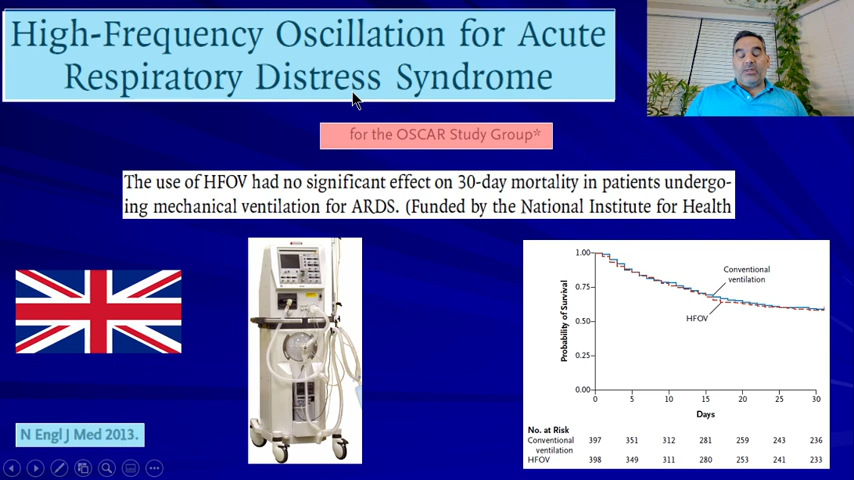 High-Frequency Oscillation for Acute
Respiratory Distress Syndrome
for the OSCAR Study Group*
The use of HFOV had no significant effect on 30-day mortality in patients undergo-
ing mechanical ventilation for ARDS. (Funded by the National Institute for Health
N Engl J Med 2013.
Probability of Survival
1.00
0.75
0.50
0.25
0.00
Conventional
ventilation
HFOV
0 5 10 15 20 25 30
Days
No. at Risk
Conventional
ventilation
397 351 312 281 259 243 236
HFOV 398 349 311 280 253 241 233